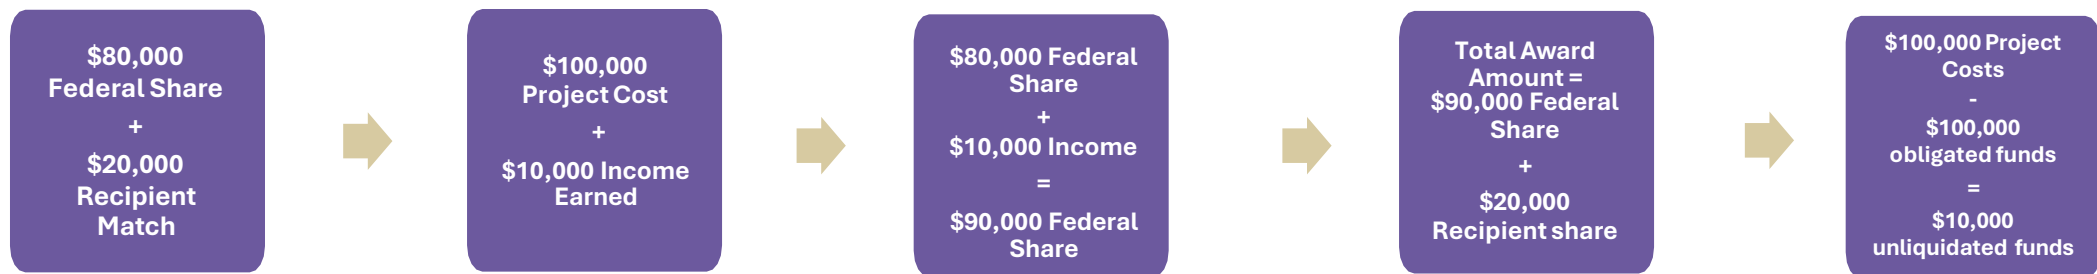 $80,000
Federal Share
+
$20,000
Recipient
Match
$100,000
Project Cost
+
$10,000 Income
Earned
$80,000 Federal
Share
+
$10,000 Income
=
$90,000 Federal
Share
Total Award
Amount =
$90,000 Federal
Share
+
$20,000
Recipient share
$100,000 Project
Costs
-
$100,000
obligated funds
=
$10,000
unliquidated funds